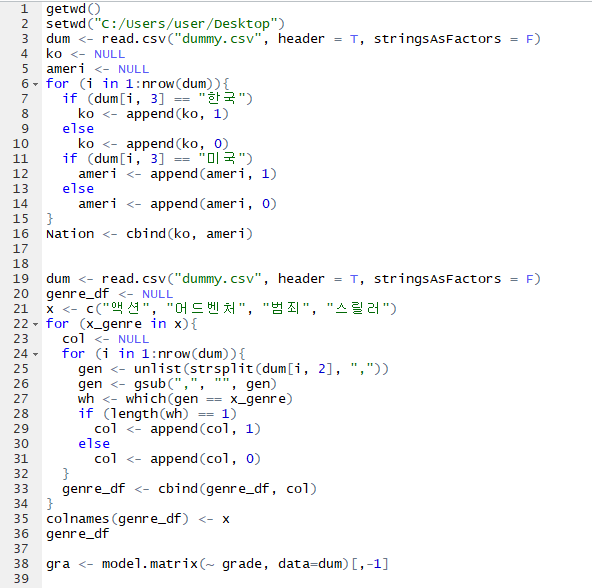 1 getwd()
2 setwd("C:/Users/user/Desktop")
3 dum <- read.csv("dummy.csv", header = T, stringsAsFactors = F)
4 ko <- NULL
5 ameri <- NULL
6 for (i in 1:nrow(dum)){
7   if (dum[i, 3] == "한국")
8     ko <- append(ko, 1)
9   else
10     ko <- append(ko, 0)
11   if (dum[i, 3] == "미국")
12     ameri <- append(ameri, 1)
13   else
14     ameri <- append(ameri, 0)
15 }
16 Nation <- cbind(ko, ameri)
17
18
19 dum <- read.csv("dummy.csv", header = T, stringsAsFactors = F)
20 genre_df <- NULL
21 x <- c("액션", "어드벤처", "범죄", "스릴러")
22 for (x_genre in x){
23   col <- NULL
24   for (i in 1:nrow(dum)){
25     gen <- unlist(strsplit(dum[i, 2], ","))
26     gen <- gsub(",", "", gen)
27     wh <- which(gen == x_genre)
28     if (length(wh) == 1)
29       col <- append(col, 1)
30     else
31       col <- append(col, 0)
32   }
33   genre_df <- cbind(genre_df, col)
34 }
35 colnames(genre_df) <- x
36 genre_df
37
38 gra <- model.matrix(~ grade, data=dum)[,-1]
39